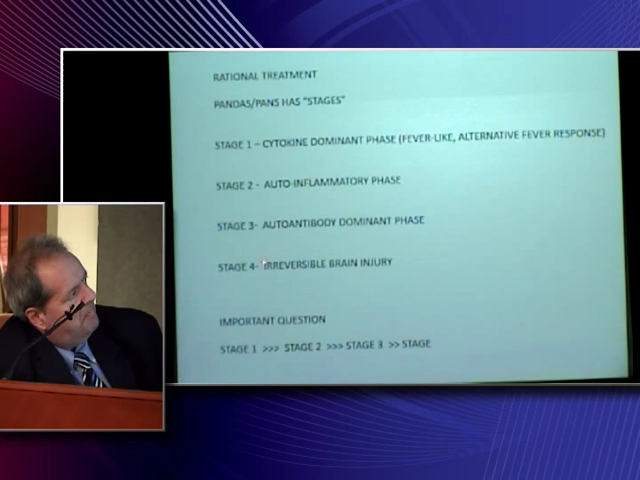 RATIONAL TREATMENT
PANDAS/PANS HAS "STAGES"
STAGE 1 – CYTOKINE DOMINANT PHASE (FEVER-LIKE, ALTERNATIVE FEVER RESPONSE)
STAGE 2 - AUTO-INFLAMMATORY PHASE
STAGE 3- AUTOANTIBODY DOMINANT PHASE
STAGE 4- IRREVERSIBLE BRAIN INJURY
IMPORTANT QUESTION
STAGE 1 >>> STAGE 2 >>> STAGE 3 >> STAGE